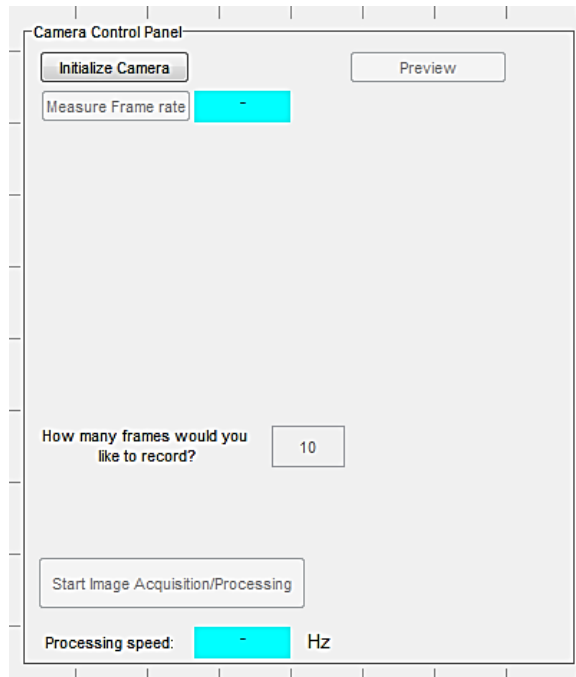 Camera Control Panel
Initialize Camera
Preview
Measure Frame rate
-
How many frames would you
like to record?
10
Start Image Acquisition/Processing
Processing speed:
-
Hz